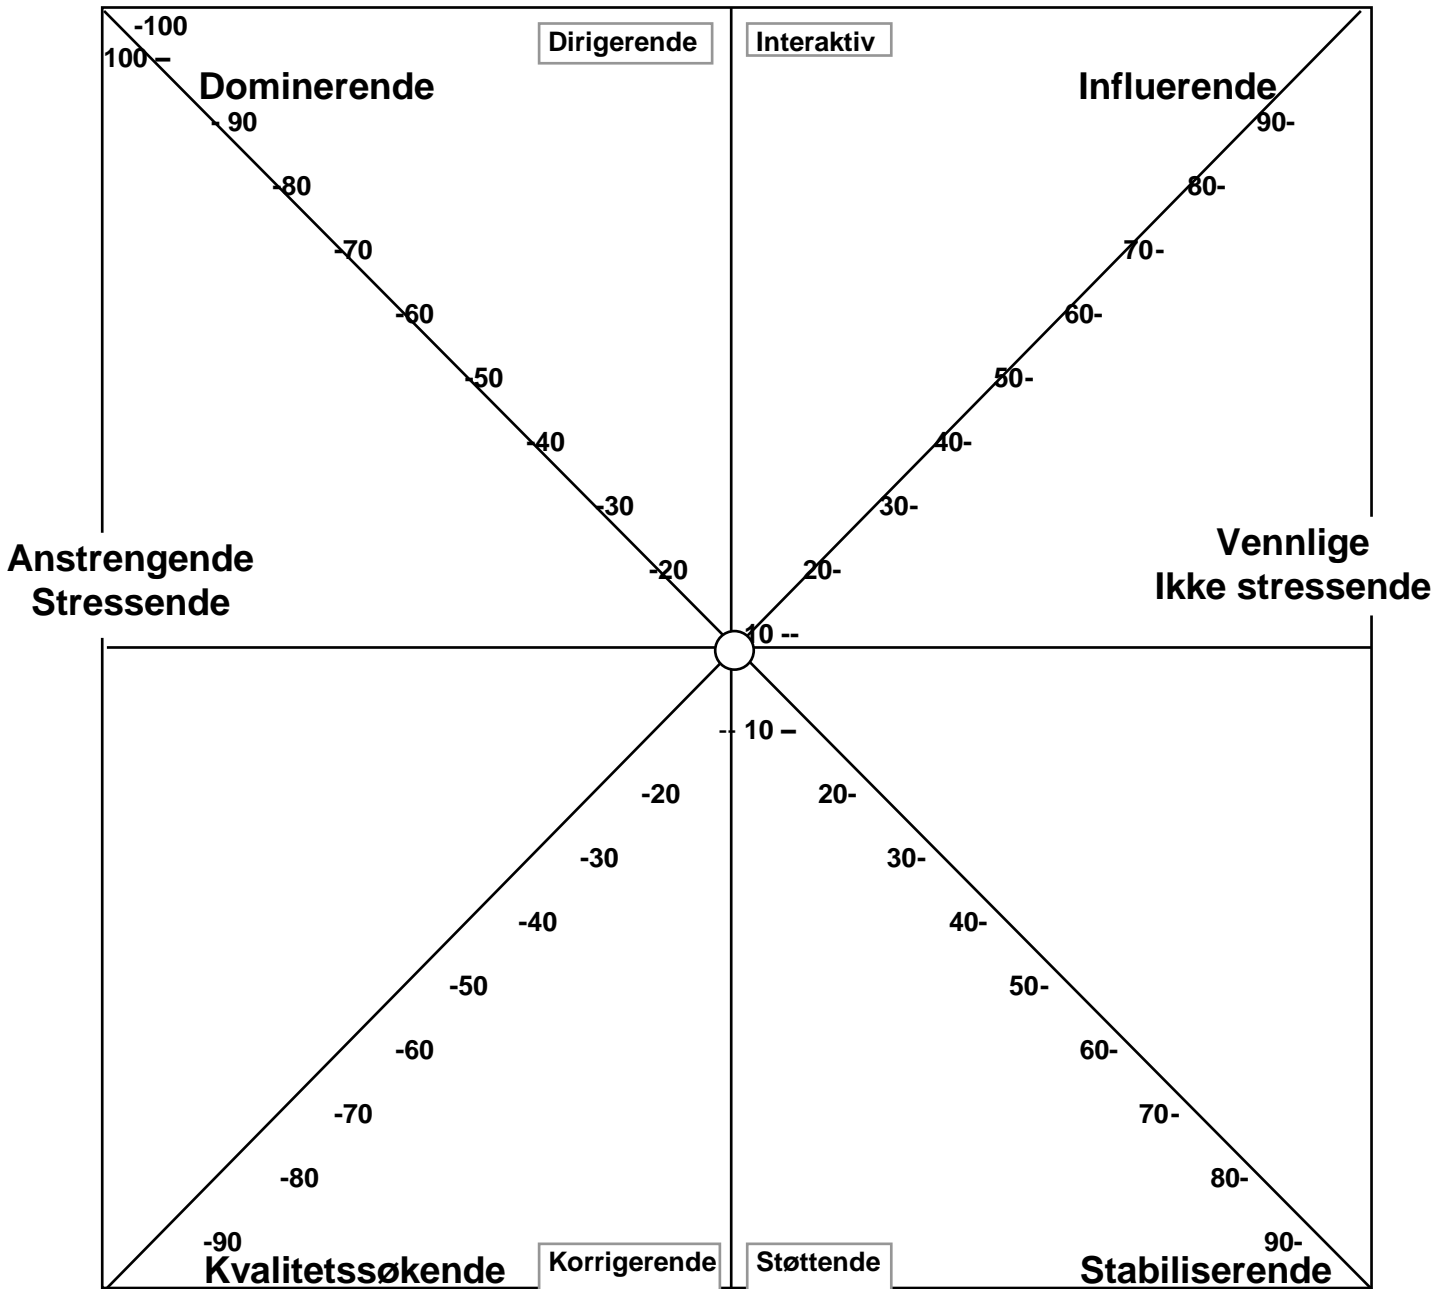 -100
Dirigerende Interaktiv
100 –
Dominerende Influerende
- 90 90-
-80 80-
-70 70-
-60 60-
-50 50-
-40 40-
-30 30-
Anstrengende
Stressende
Vennlige
Ikke stressende
-20 20-
10 --
-- 10 –
-20 20-
-30 30-
-40 40-
-50 50-
-60 60-
-70 70-
-80 80-
-90 90-
Kvalitetssøkende Korrigerende Støttende Stabiliserende